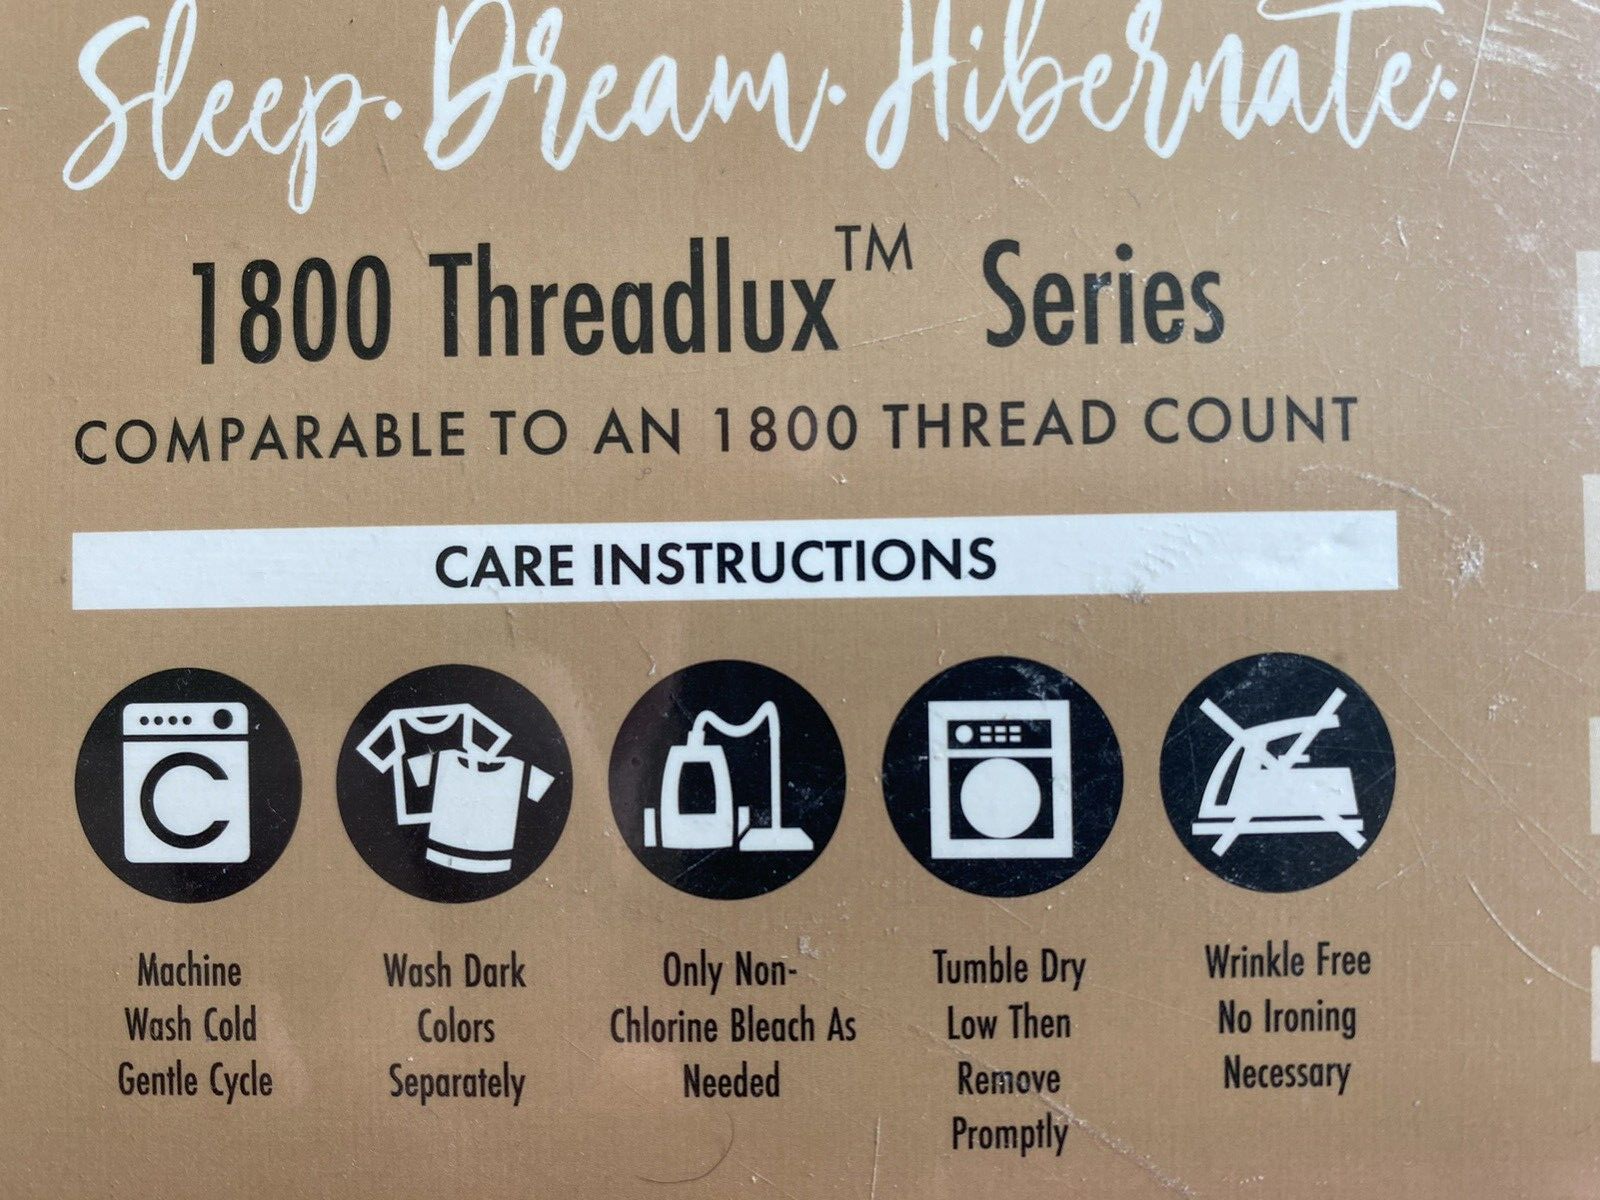 Sleep. Dream. Hibernate.
1800 Threadlux™ Series
COMPARABLE TO AN 1800 THREAD COUNT
CARE INSTRUCTIONS
Machine
Wash Cold
Gentle Cycle
Wash Dark
Colors
Separately
Only Non-
Chlorine Bleach As
Needed
Tumble Dry
Low Then
Remove
Promptly
Wrinkle Free
No Ironing
Necessary